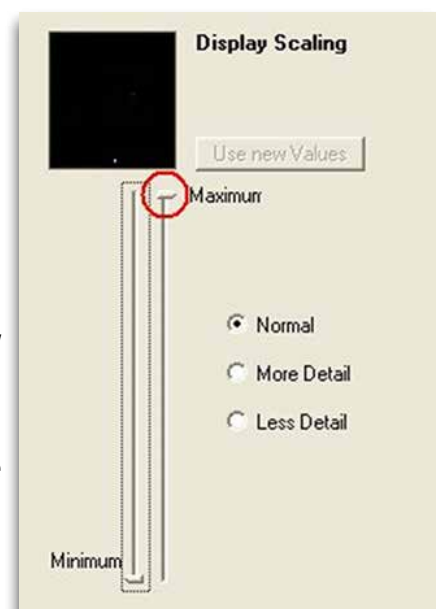 Display Scaling
Use new Values
Maximum
Normal
More Detail
Less Detail
Minimum